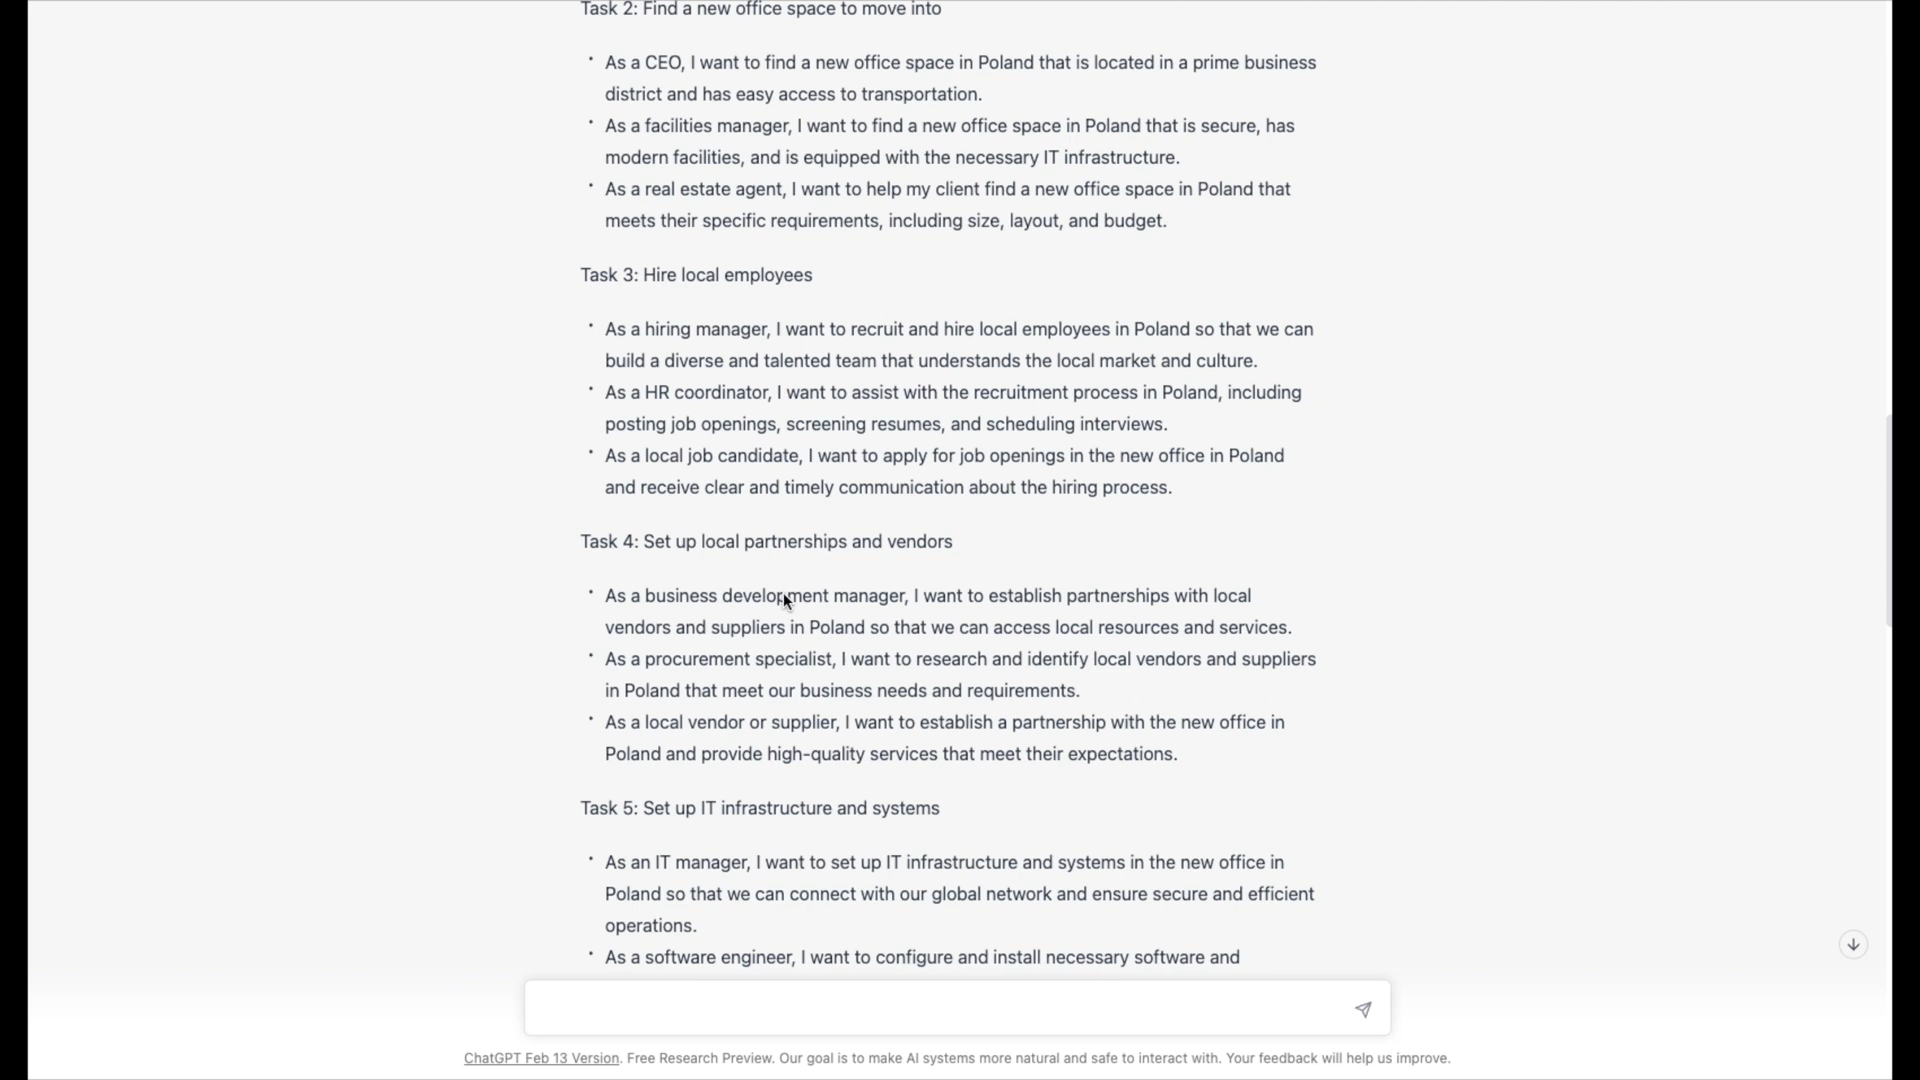 Task 2: Find a new office space to move into
As a CEO, I want to find a new office space in Poland that is located in a prime business
district and has easy access to transportation.
As a facilities manager, I want to find a new office space in Poland that is secure, has
modern facilities, and is equipped with the necessary IT infrastructure.
As a real estate agent, I want to help my client find a new office space in Poland that
meets their specific requirements, including size, layout, and budget.
Task 3: Hire local employees
As a hiring manager, I want to recruit and hire local employees in Poland so that we can
build a diverse and talented team that understands the local market and culture.
As a HR coordinator, I want to assist with the recruitment process in Poland, including
posting job openings, screening resumes, and scheduling interviews.
As a local job candidate, I want to apply for job openings in the new office in Poland
and receive clear and timely communication about the hiring process.
Task 4: Set up local partnerships and vendors
As a business development manager, I want to establish partnerships with local
vendors and suppliers in Poland so that we can access local resources and services.
As a procurement specialist, I want to research and identify local vendors and suppliers
in Poland that meet our business needs and requirements.
As a local vendor or supplier, I want to establish a partnership with the new office in
Poland and provide high-quality services that meet their expectations.
Task 5: Set up IT infrastructure and systems
As an IT manager, I want to set up IT infrastructure and systems in the new office in
Poland so that we can connect with our global network and ensure secure and efficient
operations.
As a software engineer, I want to configure and install necessary software and
ChatGPT Feb 13 Version. Free Research Preview. Our goal is to make AI systems more natural and safe to interact with. Your feedback will help us improve.